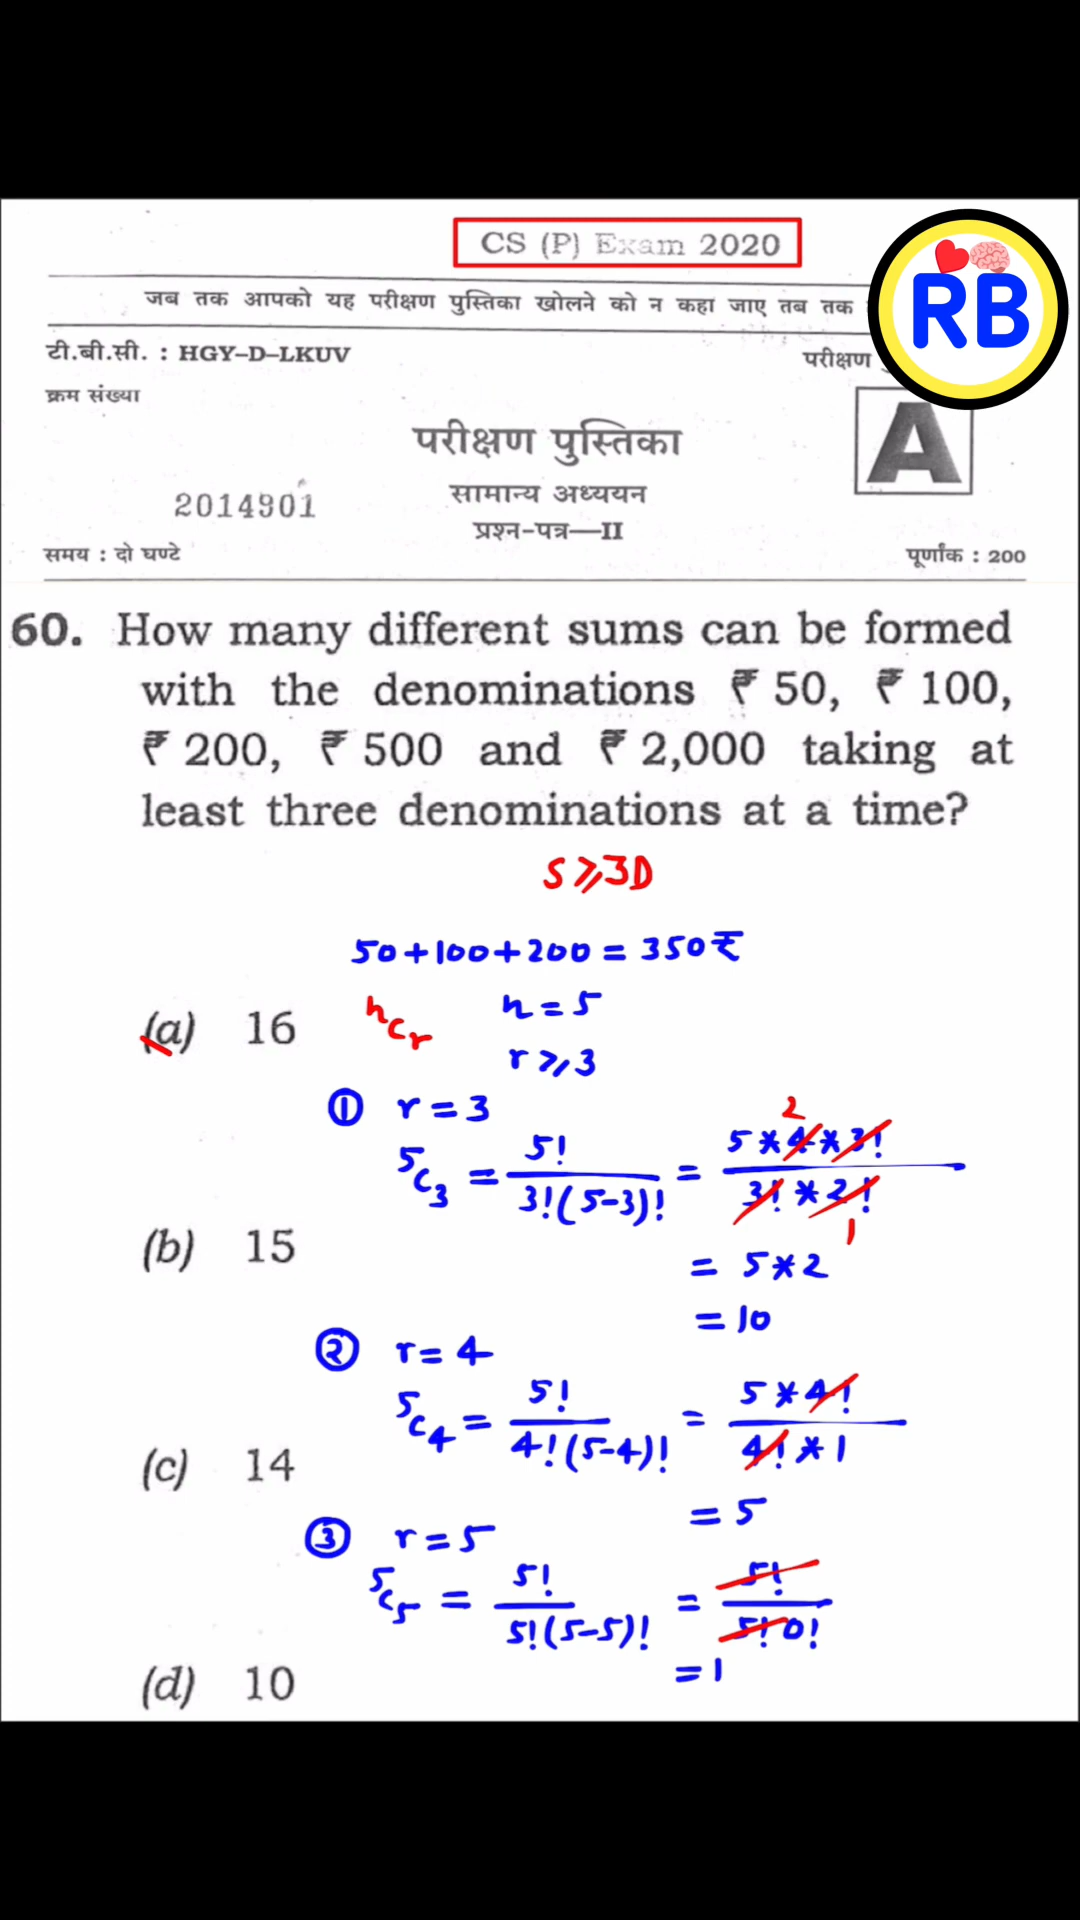 CS (P) Exam 2020
RB
जब तक आपको यह परीक्षण पुस्तिका खोलने को न कहा जाए तब तक
टी.बी.सी. : HGY-D-LKUV
परीक्षण
क्रम संख्या
A
परीक्षण पुस्तिका
2014901
सामान्य अध्ययन
प्रश्न-पत्र—II
समय : दो घण्टे
पूर्णांक : 200
60. How many different sums can be formed
with the denominations ₹ 50, ₹ 100,
₹ 200, ₹ 500 and ₹ 2,000 taking at
least three denominations at a time?
S ⩾ 3D
50+100+200 = 350₹
(a) 16
nCr
n = 5
r ⩾ 3
① r = 3
5C3 = 5! / 3!(5-3)! = 5*4*3! / 3!*2!
2
1
= 5*2
= 10
(b) 15
② r = 4
5C4 = 5! / 4!(5-4)! = 5*4! / 4!*1
= 5
(c) 14
③ r = 5
5C5 = 5! / 5!(5-5)! = 5! / 5!0!
= 1
(d) 10